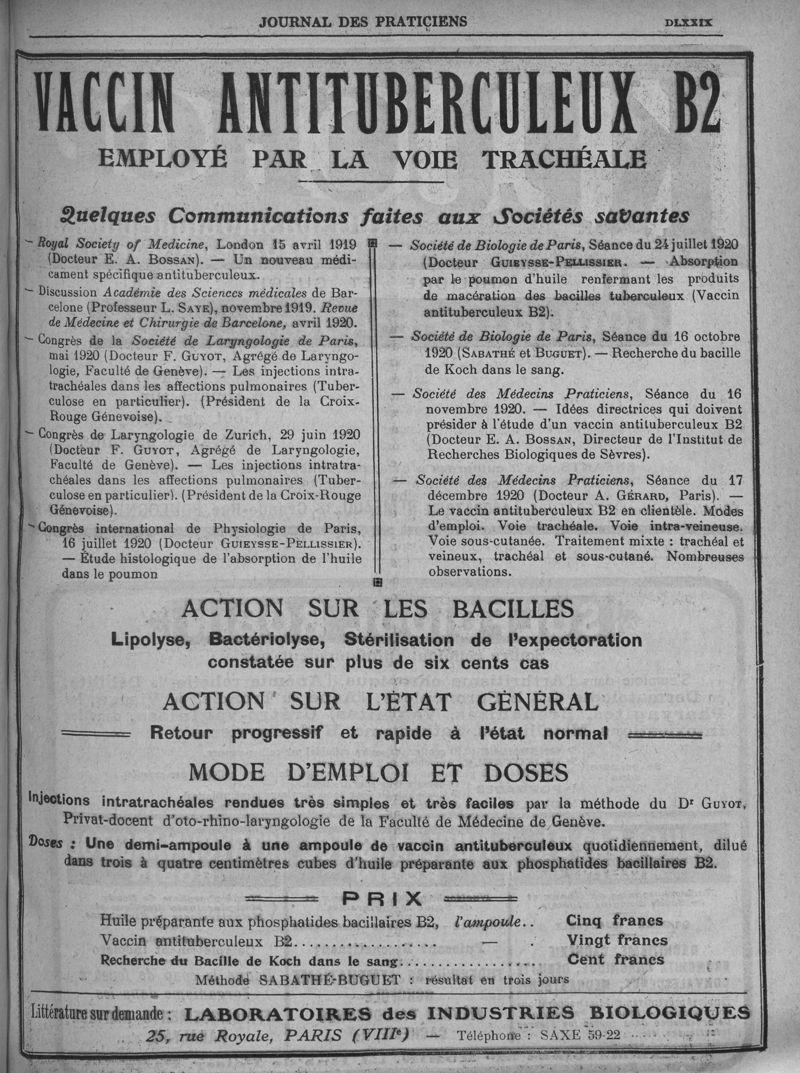 JOURNAL DES PRATICIENS
DLXXIX
VACCIN ANTITUBERCULEUX B2
EMPLOYÉ PAR LA VOIE TRACHÉALE
Quelques Communications faites aux Sociétés savantes
— Royal Society of Medicine, London 15 avril 1919
(Docteur E. A. BOSSAN). — Un nouveau médi-
cament spécifique antituberculeux.
— Discussion Académie des Sciences médicales de Bar-
celone (Professeur L. SAYE), novembre 1919. Revue
de Médecine et Chirurgie de Barcelone, avril 1920.
— Congrès de la Société de Laryngologie de Paris,
mai 1920 (Docteur F. GUYOT, Agrégé de Laryngo-
logie, Faculté de Genève). — Les injections intra-
trachéales dans les affections pulmonaires (Tuber-
culose en particulier). (Président de la Croix-
Rouge Génevoise).
— Congrès de Laryngologie de Zurich, 29 juin 1920
(Docteur F. GUYOT, Agrégé de Laryngologie,
Faculté de Genève). — Les injections intratra-
chéales dans les affections pulmonaires (Tuber-
culose en particulier). (Président de la Croix-Rouge
Génevoise).
— Congrès international de Physiologie de Paris,
16 juillet 1920 (Docteur GUIEYSSE-PELLISSIER).
— Étude histologique de l'absorption de l'huile
dans le poumon
— Société de Biologie de Paris, Séance du 24 juillet 1920
(Docteur GUIEYSSE-PELLISSIER. — Absorption
par le poumon d'huile renfermant les produits
de macération des bacilles tuberculeux (Vaccin
antituberculeux B2).
— Société de Biologie de Paris, Séance du 16 octobre
1920 (SABATHÉ et BUGUET). — Recherche du bacille
de Koch dans le sang.
— Société des Médecins Praticiens, Séance du 16
novembre 1920. — Idées directrices qui doivent
présider à l'étude d'un vaccin antituberculeux B2
(Docteur E. A. BOSSAN, Directeur de l'Institut de
Recherches Biologiques de Sèvres).
— Société des Médecins Praticiens, Séance du 17
décembre 1920 (Docteur A. GÉRARD, Paris). —
Le vaccin antituberculeux B2 en clientèle. Modes
d'emploi. Voie trachéale. Voie intra-veineuse.
Voie sous-cutanée. Traitement mixte : trachéal et
veineux, trachéal et sous-cutané. Nombreuses
observations.
ACTION SUR LES BACILLES
Lipolyse, Bactériolyse, Stérilisation de l'expectoration
constatée sur plus de six cents cas
ACTION SUR L'ÉTAT GÉNÉRAL
Retour progressif et rapide à l'état normal
MODE D'EMPLOI ET DOSES
Injections intratrachéales rendues très simples et très faciles par la méthode du Dr GUYOT,
Privat-docent d'oto-rhino-laryngologie de la Faculté de Médecine de Genève.
Doses : Une demi-ampoule à une ampoule de vaccin antituberculeux quotidiennement, dilué
dans trois à quatre centimètres cubes d'huile préparante aux phosphatides bacillaires B2.
PRIX
Huile préparante aux phosphatides bacillaires B2, l'ampoule.. Cinq francs
Vaccin antituberculeux B2.................. — . Vingt francs
Recherche du Bacille de Koch dans le sang................. Cent francs
Méthode SABATHÉ-BUGUET : résultat en trois jours
Littérature sur demande : LABORATOIRES des INDUSTRIES BIOLOGIQUES
25, rue Royale, PARIS (VIIIe) — Téléphone : SAXE 59-22